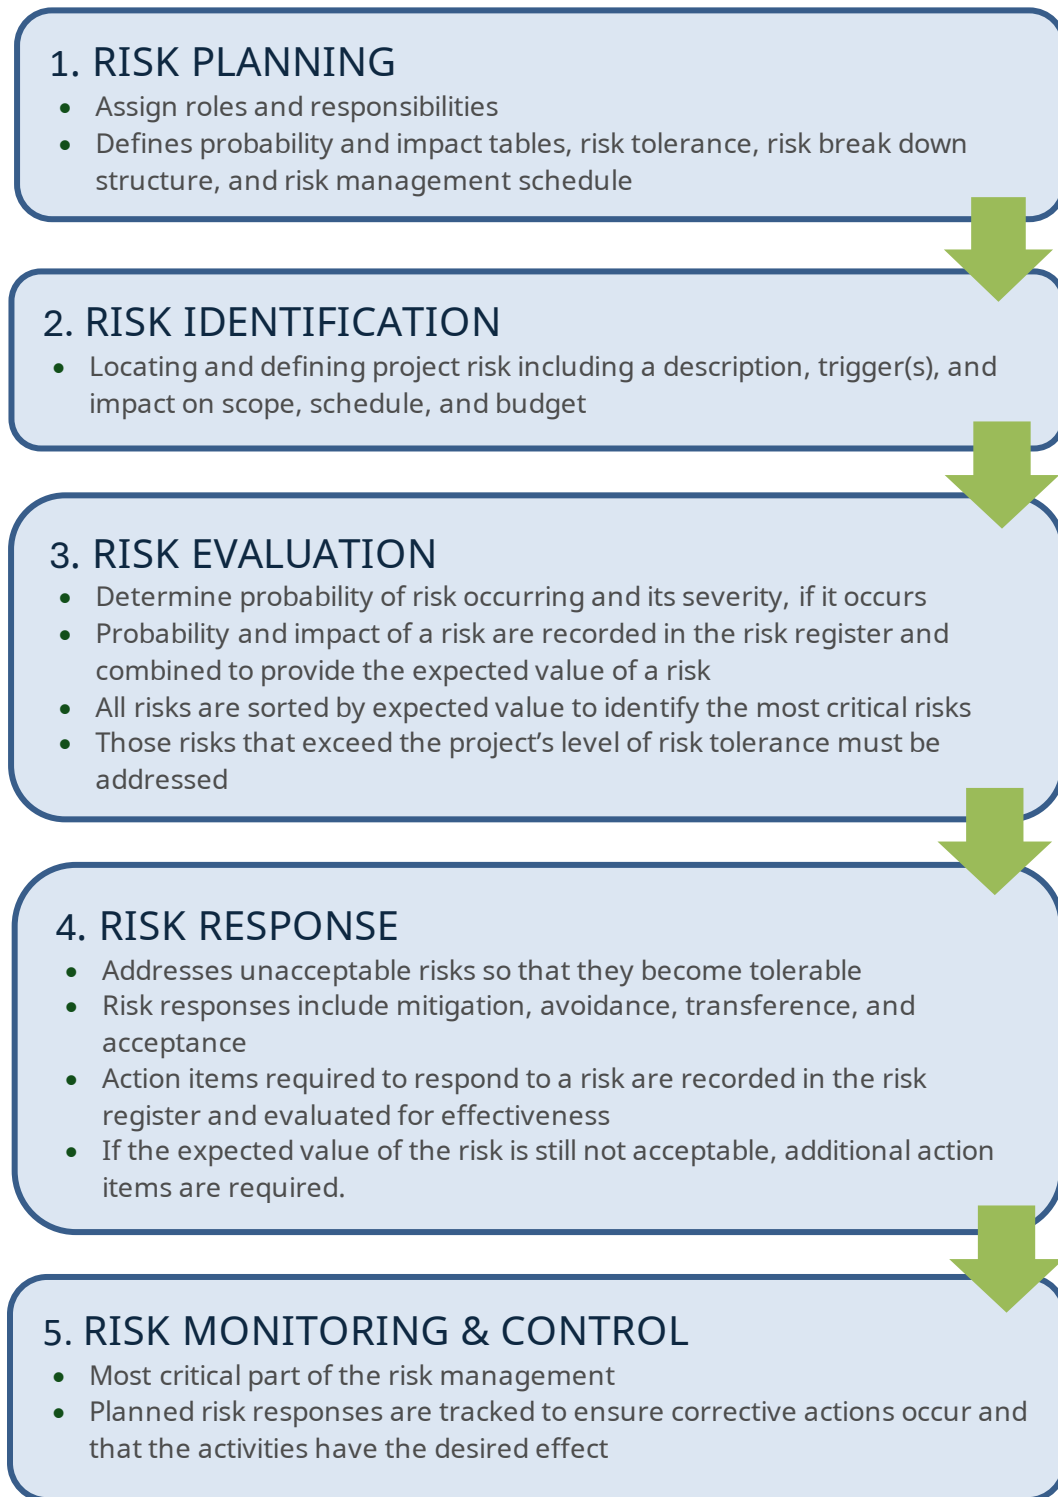 1. RISK PLANNING
• Assign roles and responsibilities
• Defines probability and impact tables, risk tolerance, risk break down
structure, and risk management schedule
2. RISK IDENTIFICATION
• Locating and defining project risk including a description, trigger(s), and
impact on scope, schedule, and budget
3. RISK EVALUATION
• Determine probability of risk occurring and its severity, if it occurs
• Probability and impact of a risk are recorded in the risk register and
combined to provide the expected value of a risk
• All risks are sorted by expected value to identify the most critical risks
• Those risks that exceed the project’s level of risk tolerance must be
addressed
4. RISK RESPONSE
• Addresses unacceptable risks so that they become tolerable
• Risk responses include mitigation, avoidance, transference, and
acceptance
• Action items required to respond to a risk are recorded in the risk
register and evaluated for effectiveness
• If the expected value of the risk is still not acceptable, additional action
items are required.
5. RISK MONITORING & CONTROL
• Most critical part of the risk management
• Planned risk responses are tracked to ensure corrective actions occur and
that the activities have the desired effect